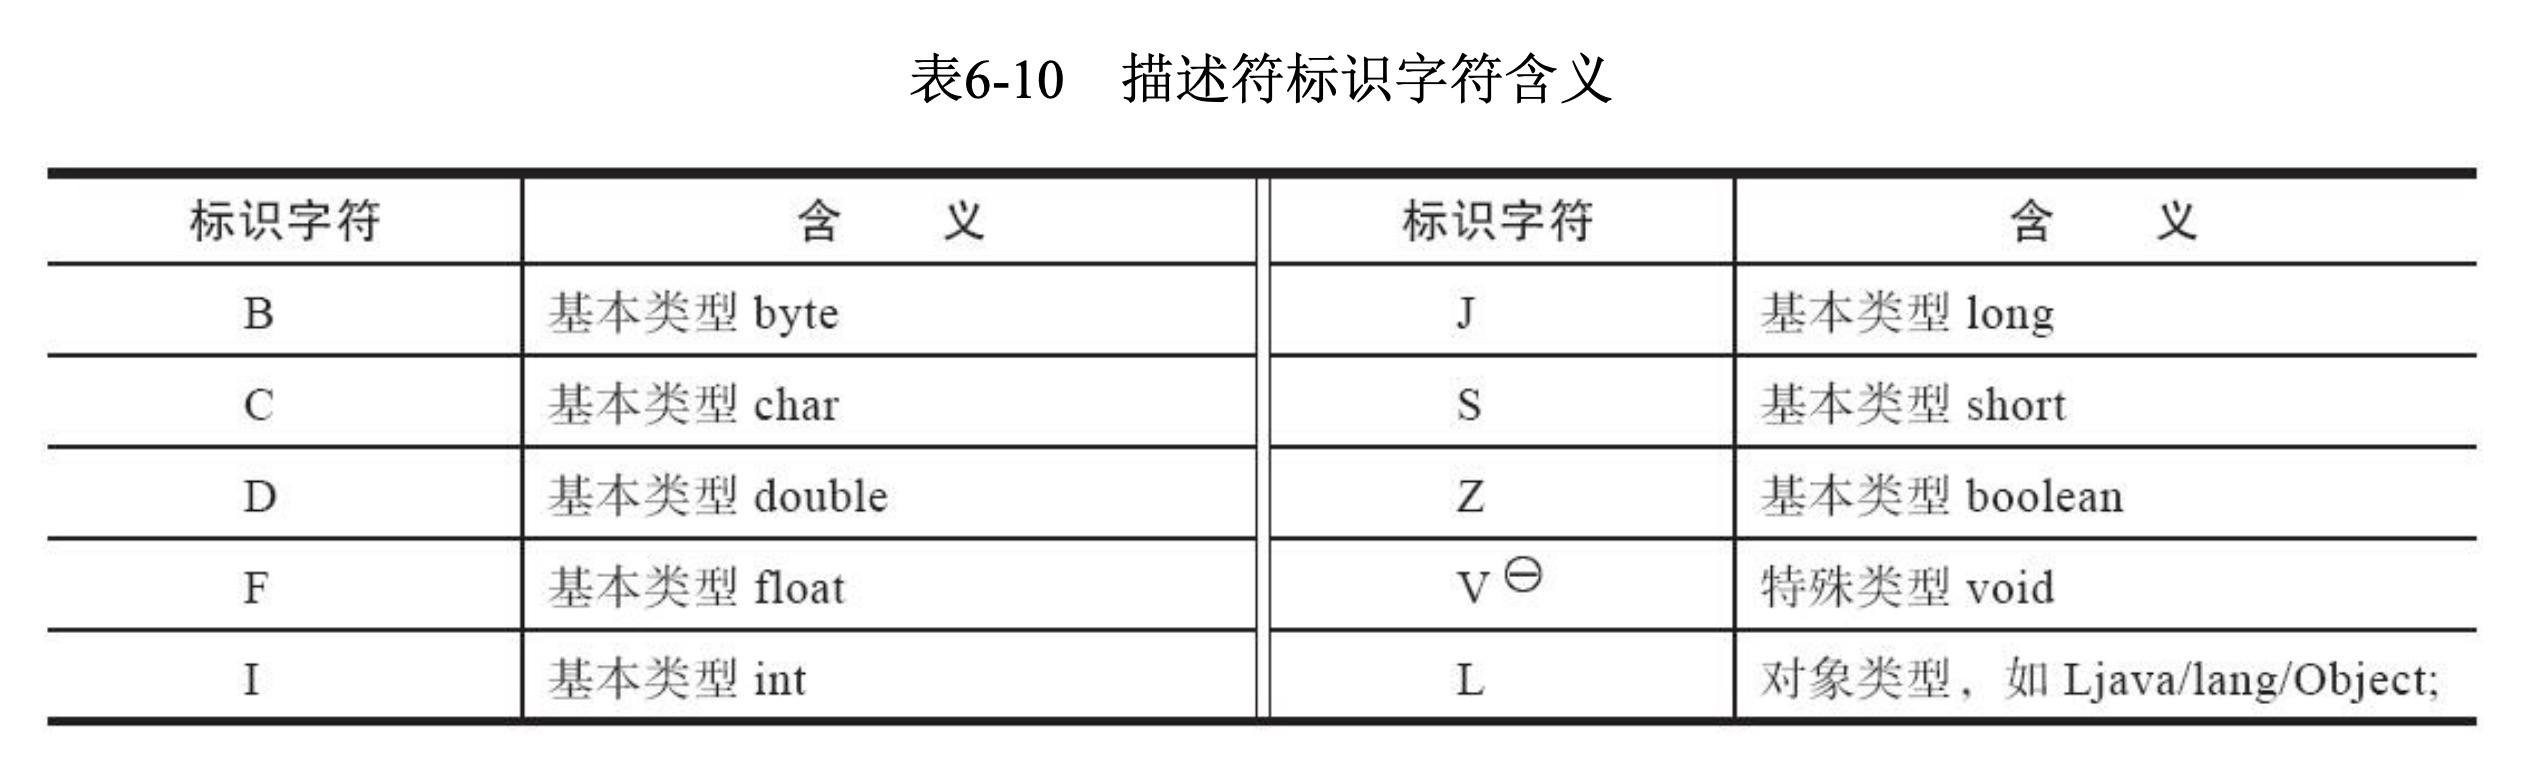 表6-10 描述符标识字符含义
标识字符 含 义 标识字符 含 义
B 基本类型 byte J 基本类型 long
C 基本类型 char S 基本类型 short
D 基本类型 double Z 基本类型 boolean
F 基本类型 float V ⊖ 特殊类型 void
I 基本类型 int L 对象类型，如 Ljava/lang/Object;